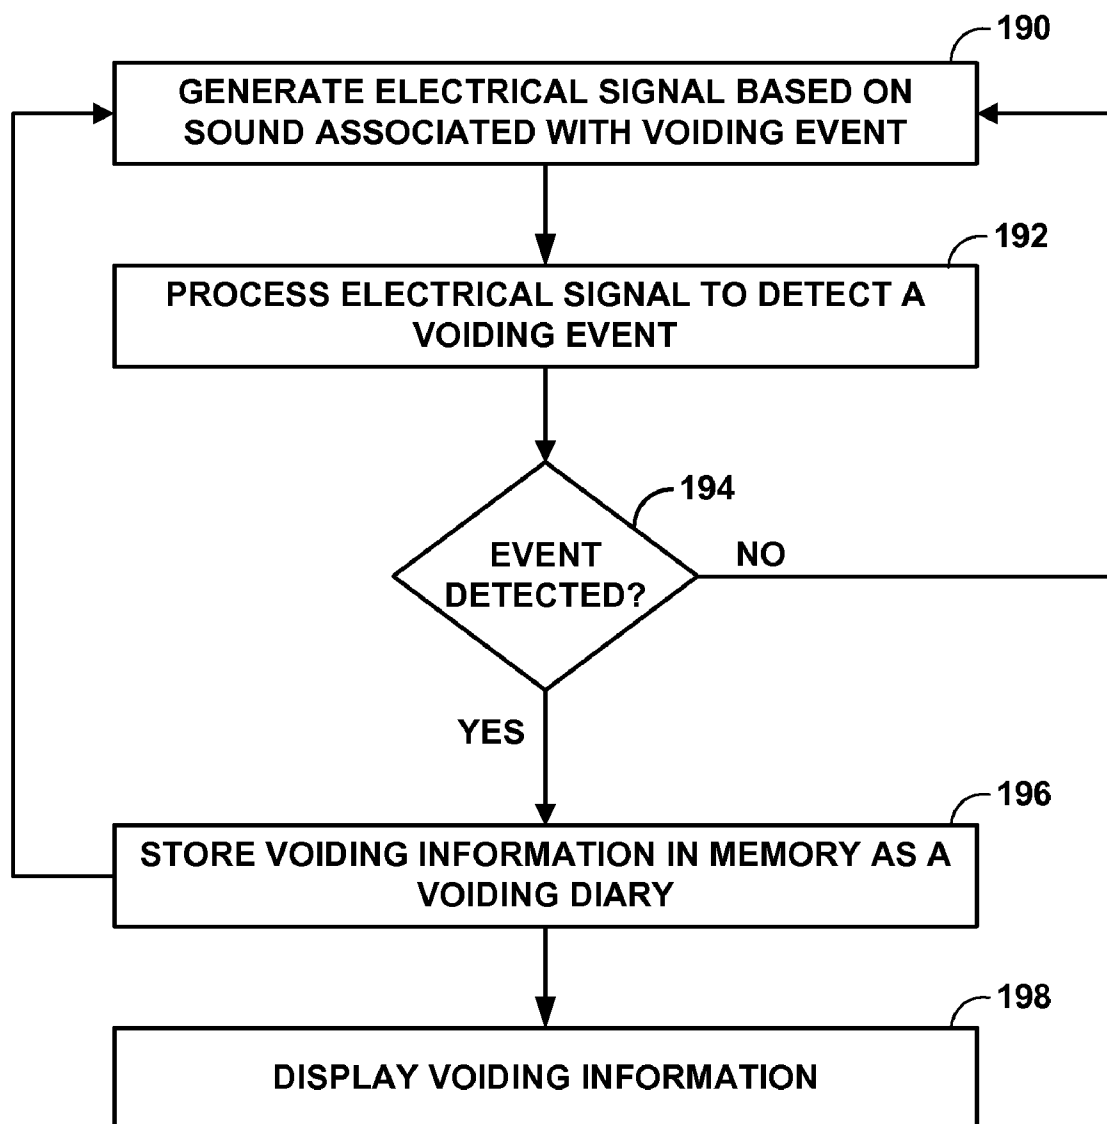 190
GENERATE ELECTRICAL SIGNAL BASED ON
SOUND ASSOCIATED WITH VOIDING EVENT
192
PROCESS ELECTRICAL SIGNAL TO DETECT A
VOIDING EVENT
194
EVENT
DETECTED?
NO
YES
196
STORE VOIDING INFORMATION IN MEMORY AS A
VOIDING DIARY
198
DISPLAY VOIDING INFORMATION